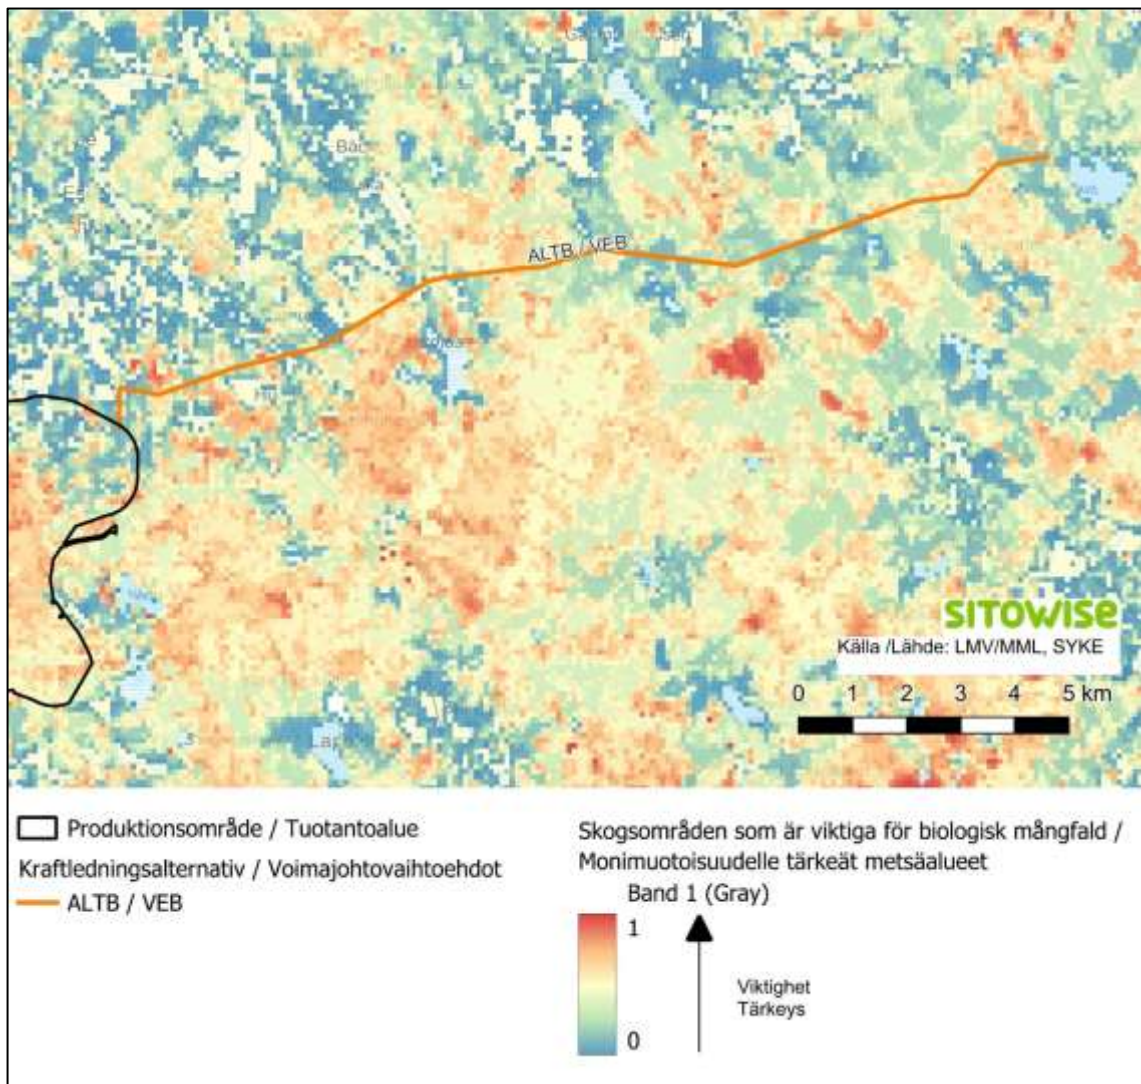 ALTB / VEB
sitowise
Källa /Lähde: LMV/MML, SYKE
0 1 2 3 4 5 km
Produktionsområde / Tuotantoalue
Kraftledningsalternativ / Voimajohtovaihtoehdot
ALTB / VEB
Skogsområden som är viktiga för biologisk mångfald /
Monimuotoisuudelle tärkeät metsäalueet
Band 1 (Gray)
1
Viktighet
Tärkeys
0